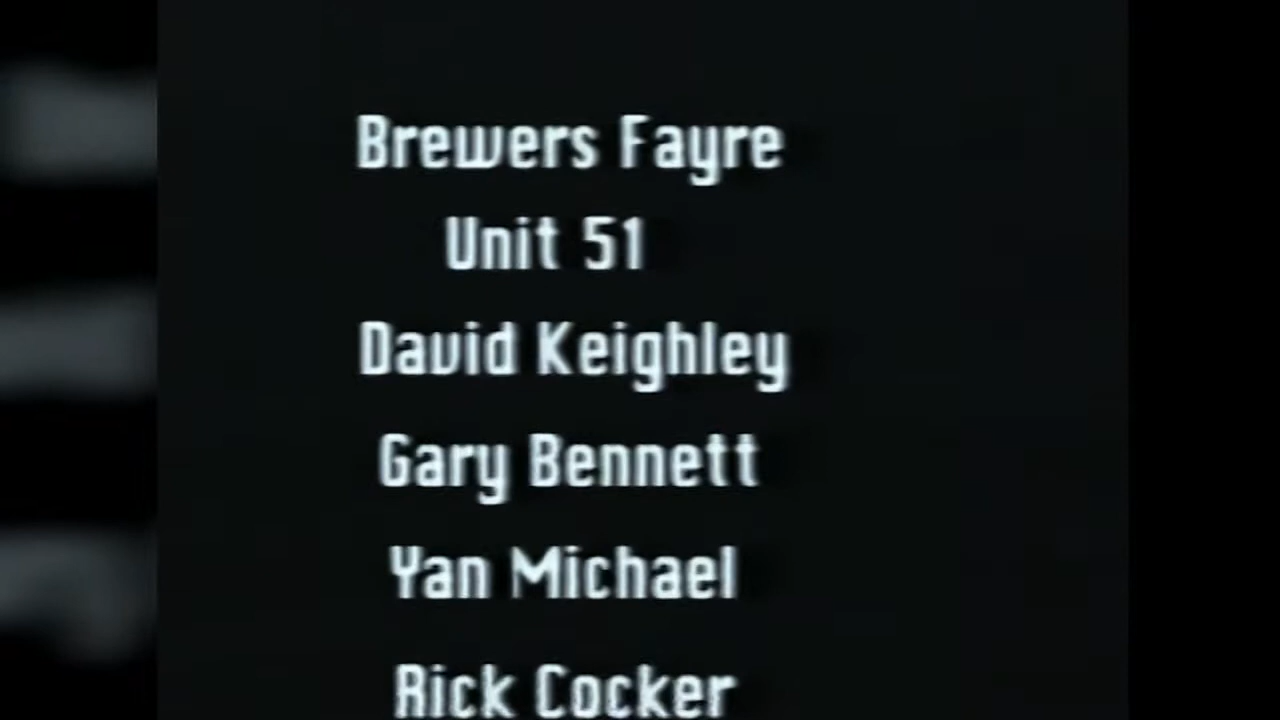 Brewers Fayre
Unit 51
David Keighley
Gary Bennett
Yan Michael
Rick Cocker